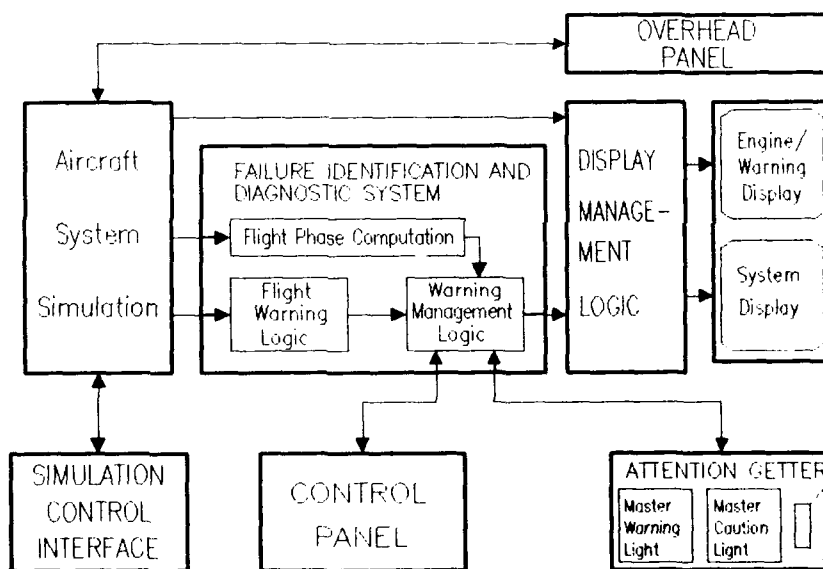 OVERHEAD
PANEL
Aircraft
System
Simulation
FAILURE IDENTIFICATION AND
DIAGNOSTIC SYSTEM
Flight Phase Computation
Flight
Warning
Logic
Warning
Management
Logic
DISPLAY
MANAGE-
MENT
LOGIC
Engine/
Warning
Display
System
Display
SIMULATION
CONTROL
INTERFACE
CONTROL
PANEL
ATTENTION GETTER
Master
Warning
Light
Master
Caution
Light